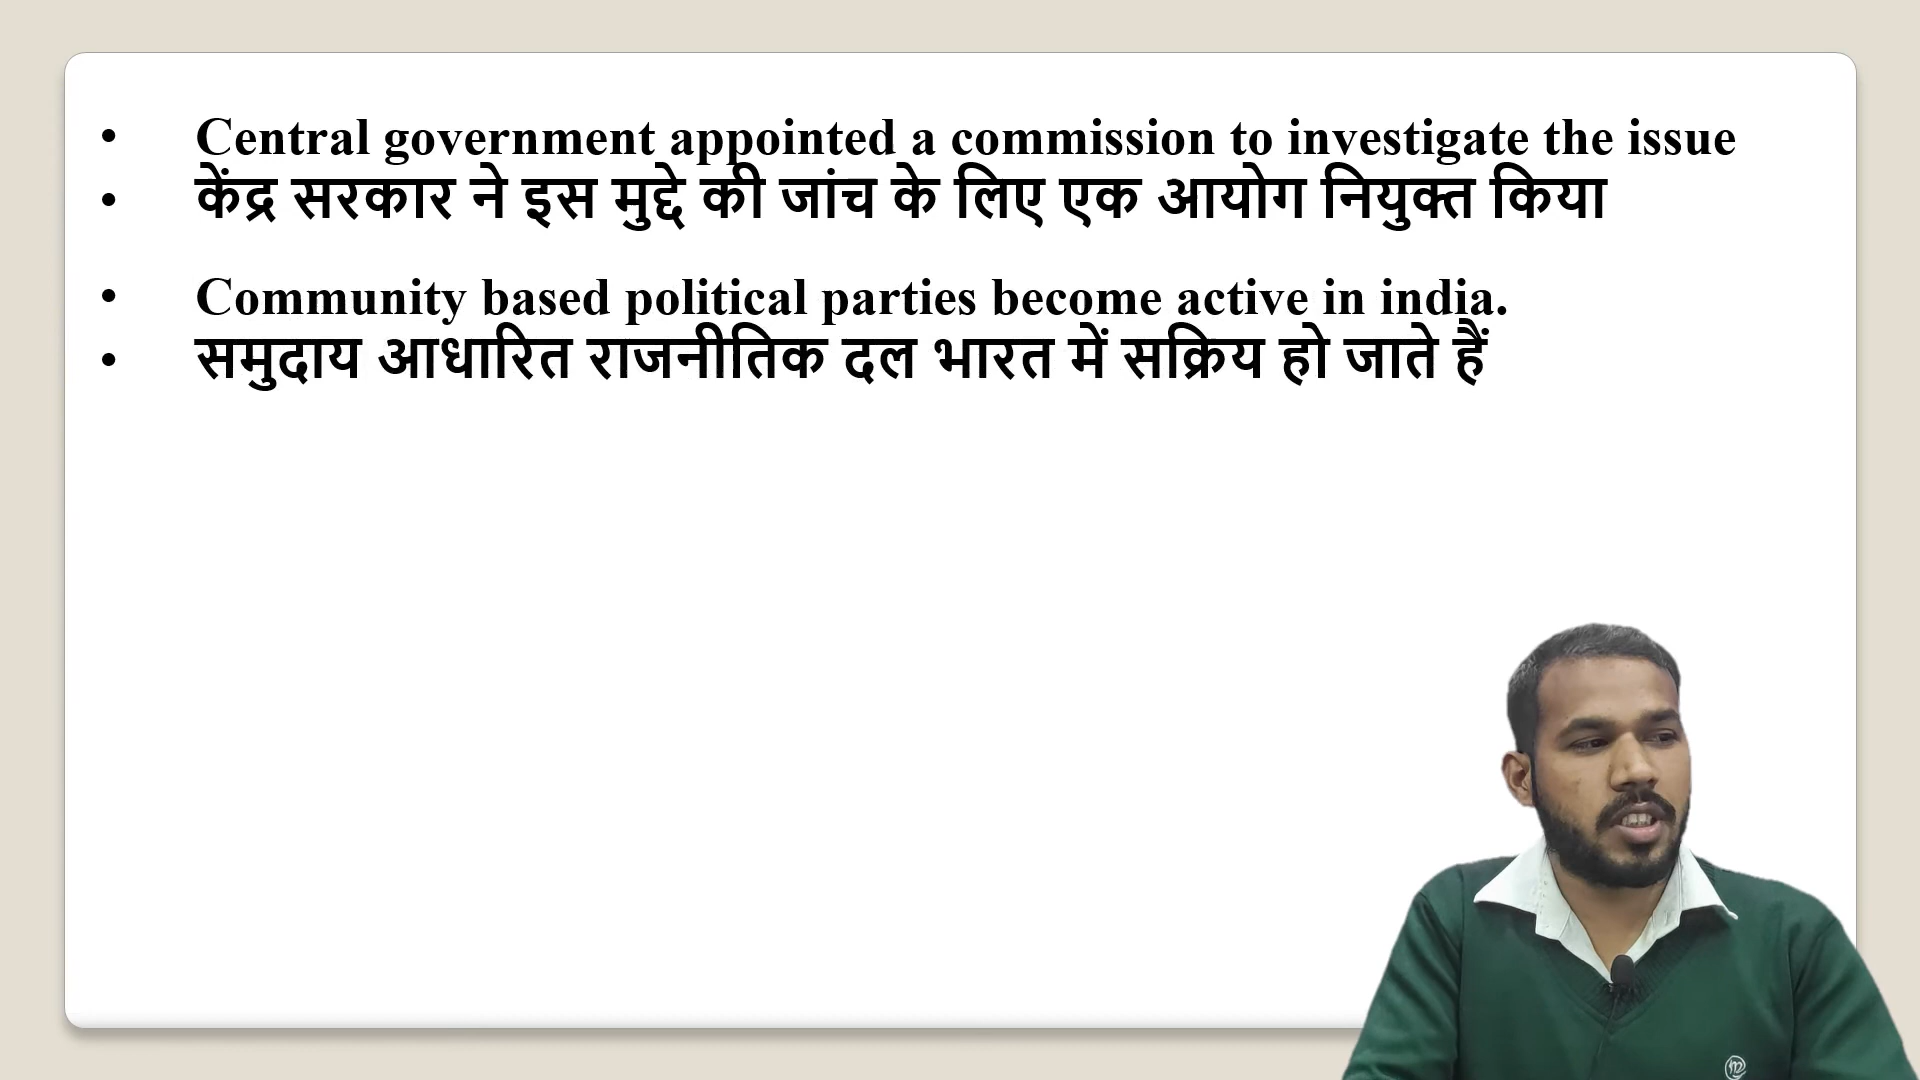 • Central government appointed a commission to investigate the issue
• केंद्र सरकार ने इस मुद्दे की जांच के लिए एक आयोग नियुक्त किया
• Community based political parties become active in india.
• समुदाय आधारित राजनीतिक दल भारत में सक्रिय हो जाते हैं